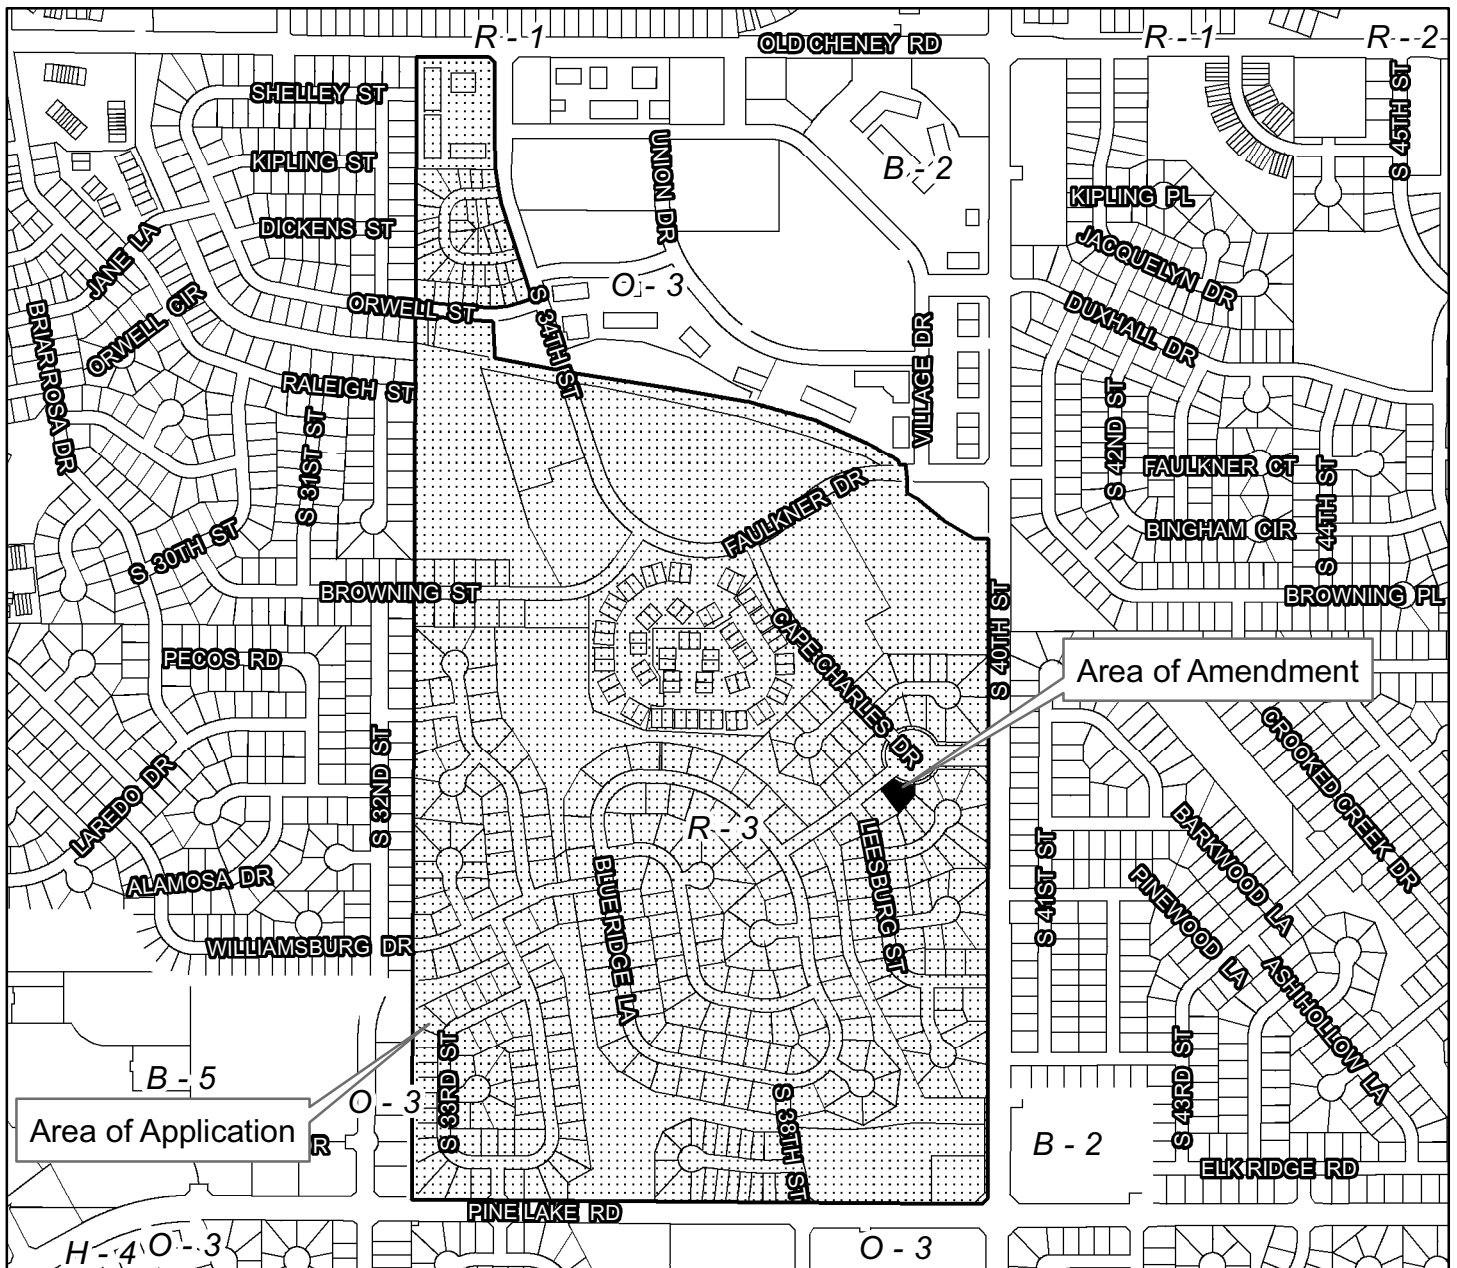 R - 1
OLD CHENEY RD
R - 1
R - 2
SHELLEY ST
S 45TH ST
KIPLING ST
UNION DR
B - 2
KIPLING PL
DICKENS ST
JANE LA
JACQUELYN DR
ORWELL CIR
O - 3
ORWELL ST
S 34TH ST
DUXHALL DR
BRIAR ROSA DR
VILLAGE DR
RALEIGH ST
S 42ND ST
S 31ST ST
FAULKNER CT
S 44TH ST
FAULKNER DR
BINGHAM CIR
S 30TH ST
BROWNING ST
S 40TH ST
BROWNING PL
CAPE CHARLES DR
PECOS RD
Area of Amendment
CROOKED CREEK DR
S 32ND ST
LAREDO DR
R - 3
BARKWOOD LA
LEESBURG ST
S 41ST ST
ALAMOSA DR
BLUERIDGE LA
PINEWOOD LA
WILLIAMSBURG DR
ASH HOLLOW LA
S 33RD ST
S 43RD ST
B - 5
O - 3
S 38TH ST
Area of Application
R
B - 2
ELK RIDGE RD
PINE LAKE RD
H - 4
O - 3
O - 3